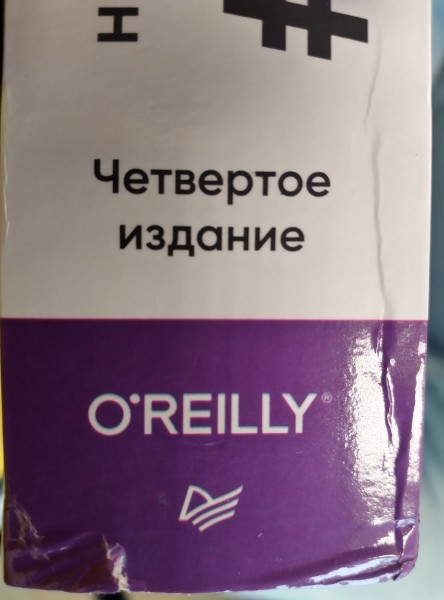 #
н
Четвертое
издание
O'REILLY®